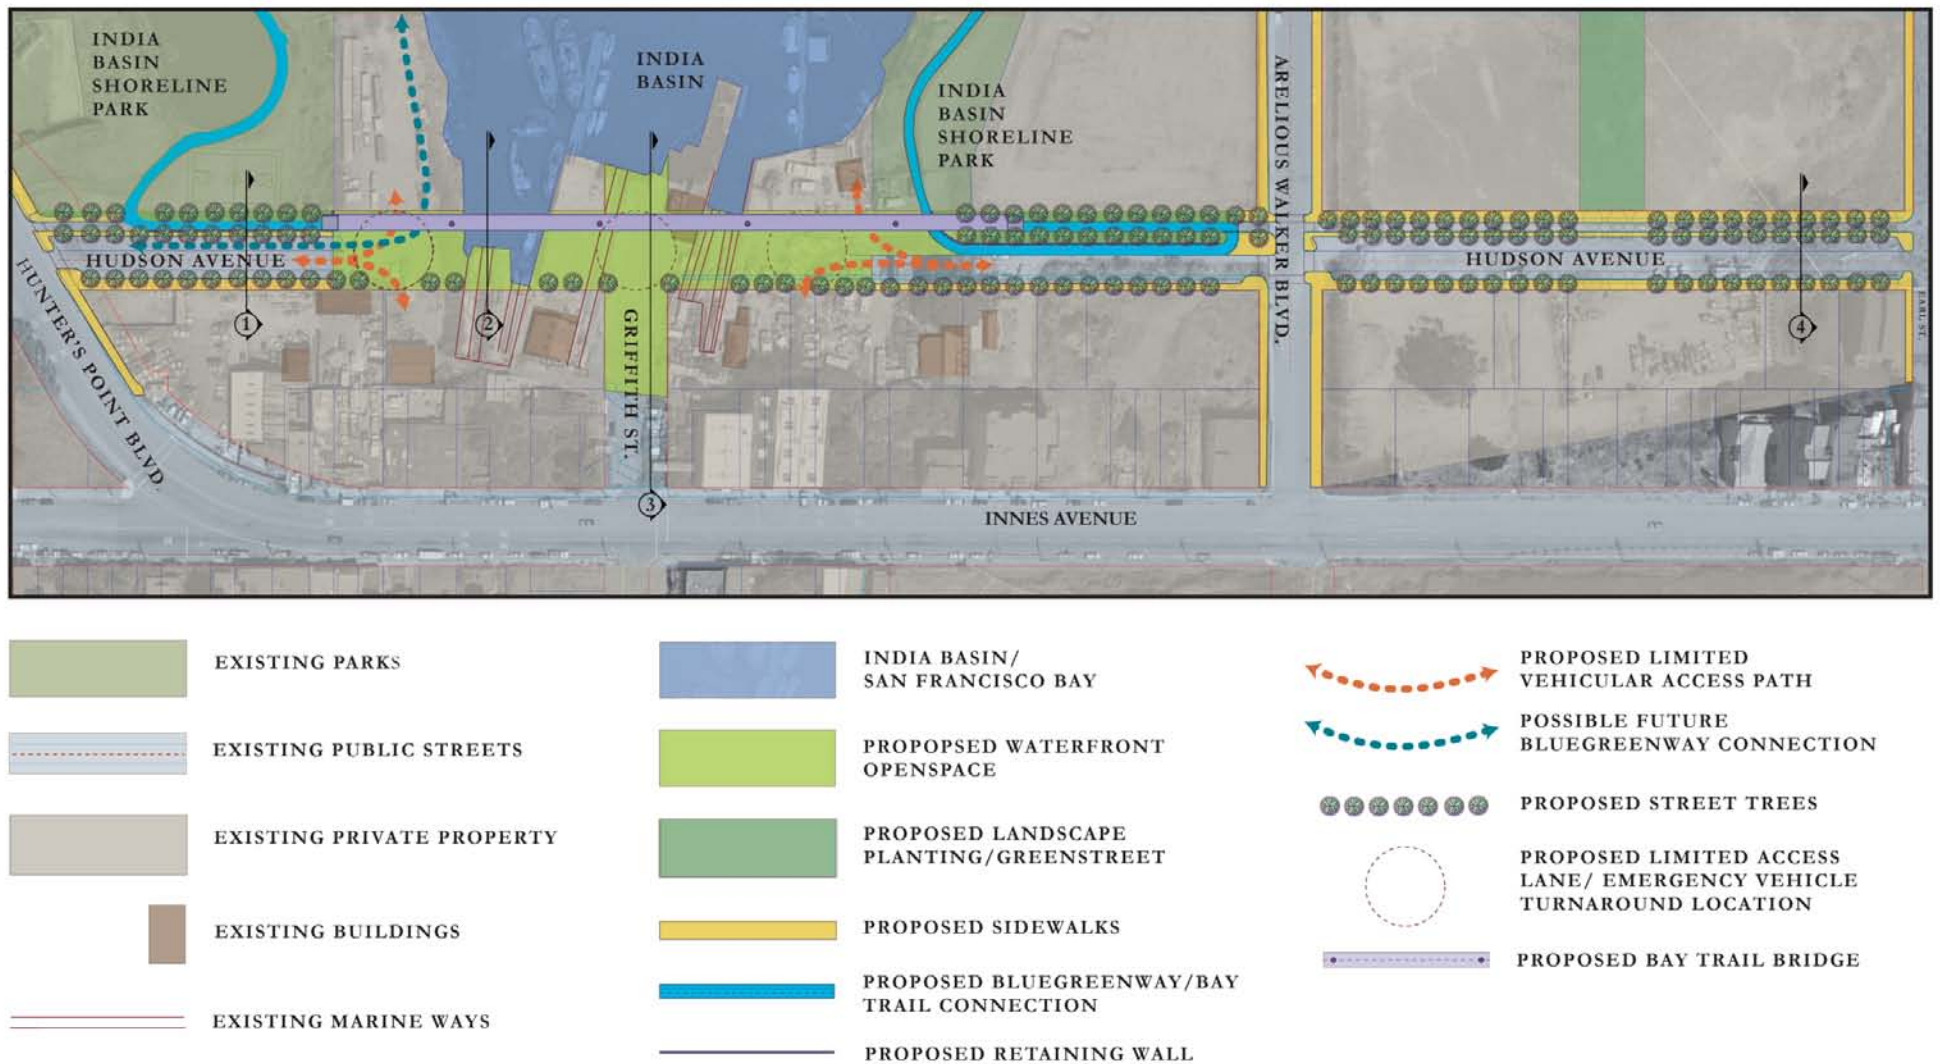 INDIA
BASIN
SHORELINE
PARK
INDIA
BASIN
INDIA
BASIN
SHORELINE
PARK
ARELIOUS WALKER BLVD.
HUDSON AVENUE
HUDSON AVENUE
HUNTER'S POINT BLVD.
GRIFFITH ST.
EARL ST.
1
2
3
4
INNES AVENUE
EXISTING PARKS
EXISTING PUBLIC STREETS
EXISTING PRIVATE PROPERTY
EXISTING BUILDINGS
EXISTING MARINE WAYS
INDIA BASIN/
SAN FRANCISCO BAY
PROPOPSED WATERFRONT
OPENSPACE
PROPOSED LANDSCAPE
PLANTING/GREENSTREET
PROPOSED SIDEWALKS
PROPOSED BLUEGREENWAY/BAY
TRAIL CONNECTION
PROPOSED RETAINING WALL
PROPOSED LIMITED
VEHICULAR ACCESS PATH
POSSIBLE FUTURE
BLUEGREENWAY CONNECTION
PROPOSED STREET TREES
PROPOSED LIMITED ACCESS
LANE/ EMERGENCY VEHICLE
TURNAROUND LOCATION
PROPOSED BAY TRAIL BRIDGE